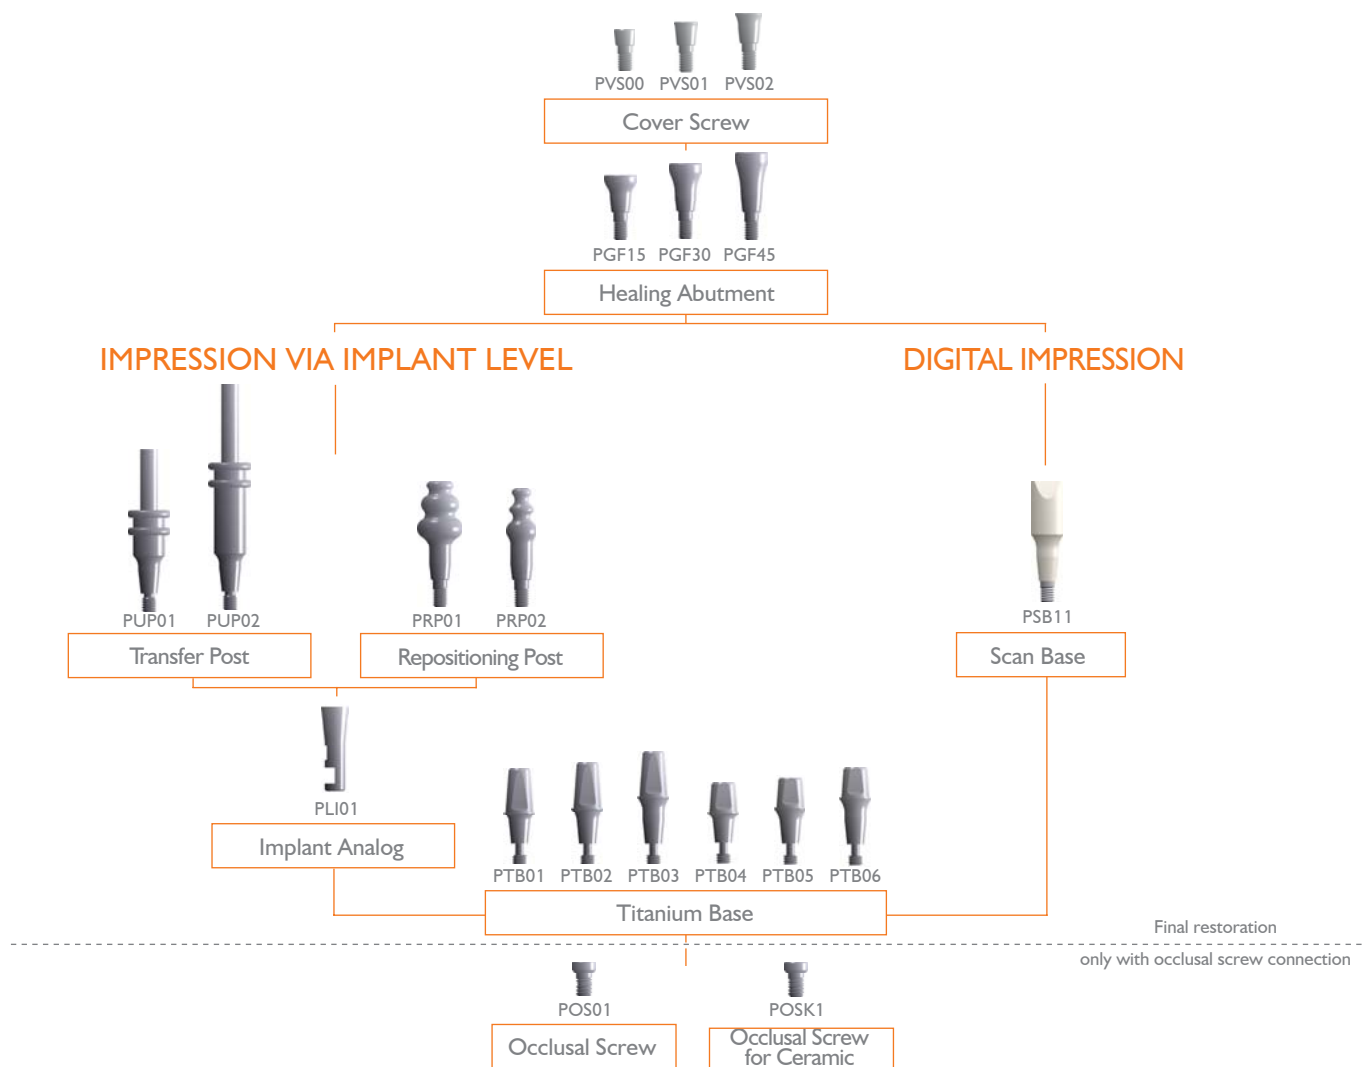 PVS00 PVS01 PVS02
Cover Screw
PGF15 PGF30 PGF45
Healing Abutment
IMPRESSION VIA IMPLANT LEVEL
DIGITAL IMPRESSION
PUP01 PUP02
Transfer Post
PRP01 PRP02
Repositioning Post
PSB11
Scan Base
PLI01
Implant Analog
PTB01 PTB02 PTB03 PTB04 PTB05 PTB06
Titanium Base
Final restoration
only with occlusal screw connection
POS01
Occlusal Screw
POSK1
Occlusal Screw
for Ceramic